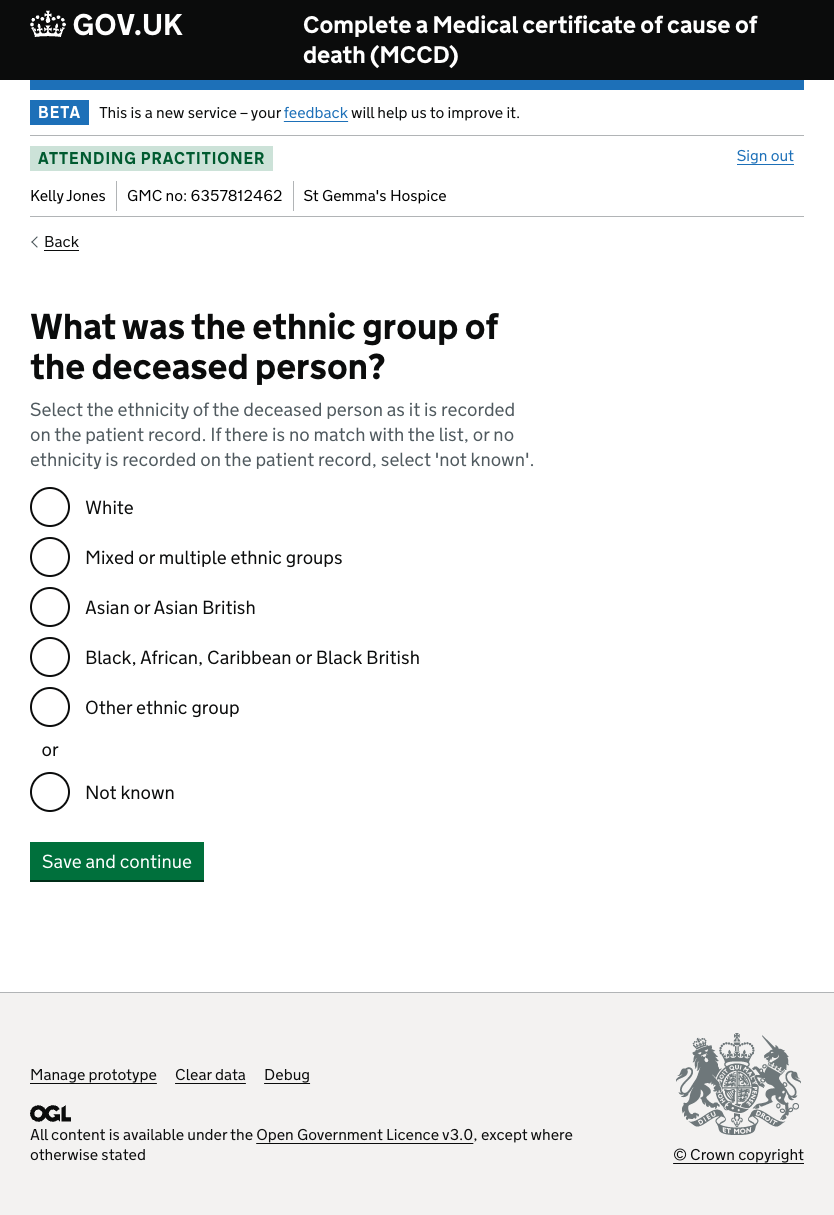 GOV.UK
Complete a Medical certificate of cause of
death (MCCD)
BETA This is a new service – your feedback will help us to improve it.
ATTENDING PRACTITIONER
Sign out
Kelly Jones GMC no: 6357812462 St Gemma's Hospice
Back
What was the ethnic group of
the deceased person?
Select the ethnicity of the deceased person as it is recorded
on the patient record. If there is no match with the list, or no
ethnicity is recorded on the patient record, select 'not known'.
White
Mixed or multiple ethnic groups
Asian or Asian British
Black, African, Caribbean or Black British
Other ethnic group
or
Not known
Save and continue
Manage prototype Clear data Debug
OGL
All content is available under the Open Government Licence v3.0, except where
otherwise stated
ET MON DROIT
© Crown copyright